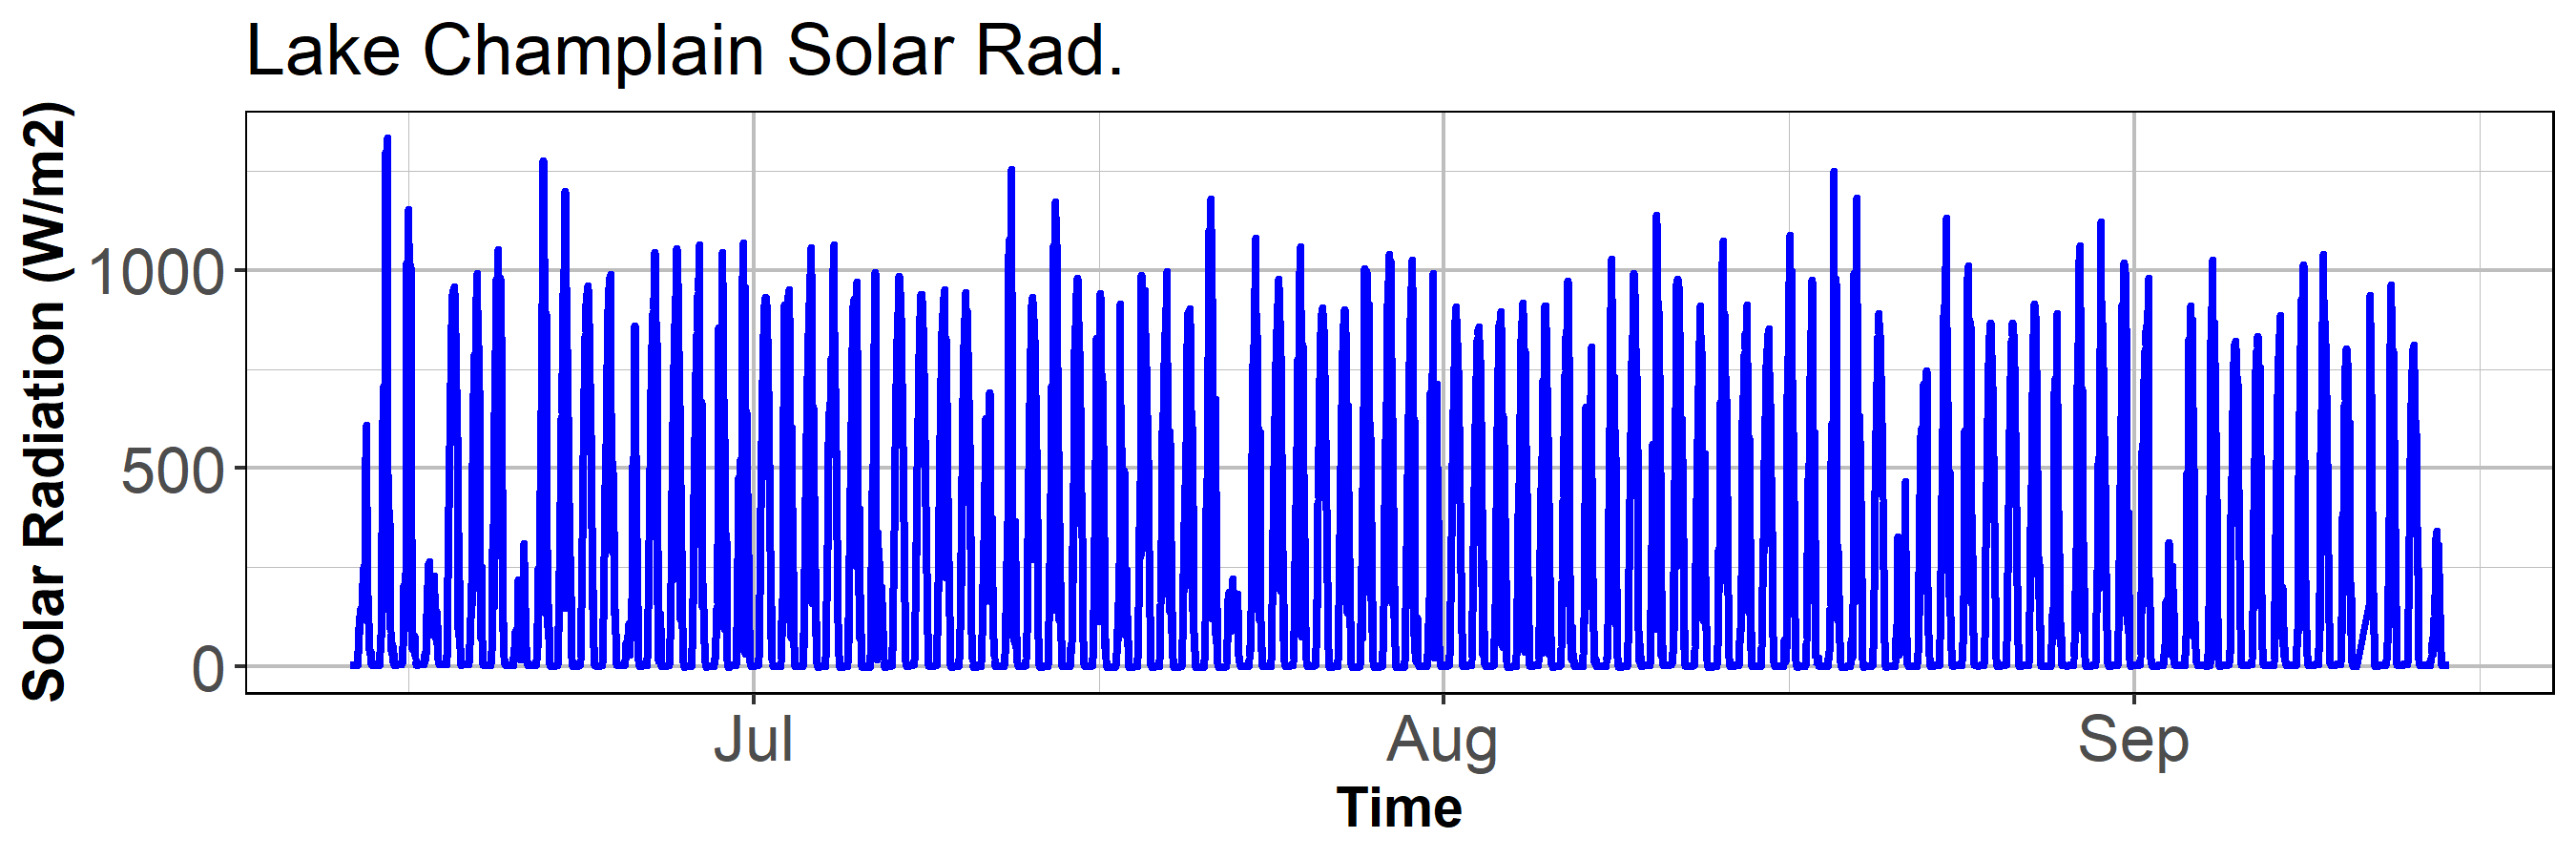 Lake Champlain Solar Rad.
Solar Radiation (W/m2)
1000
500
0
Jul
Aug
Sep
Time